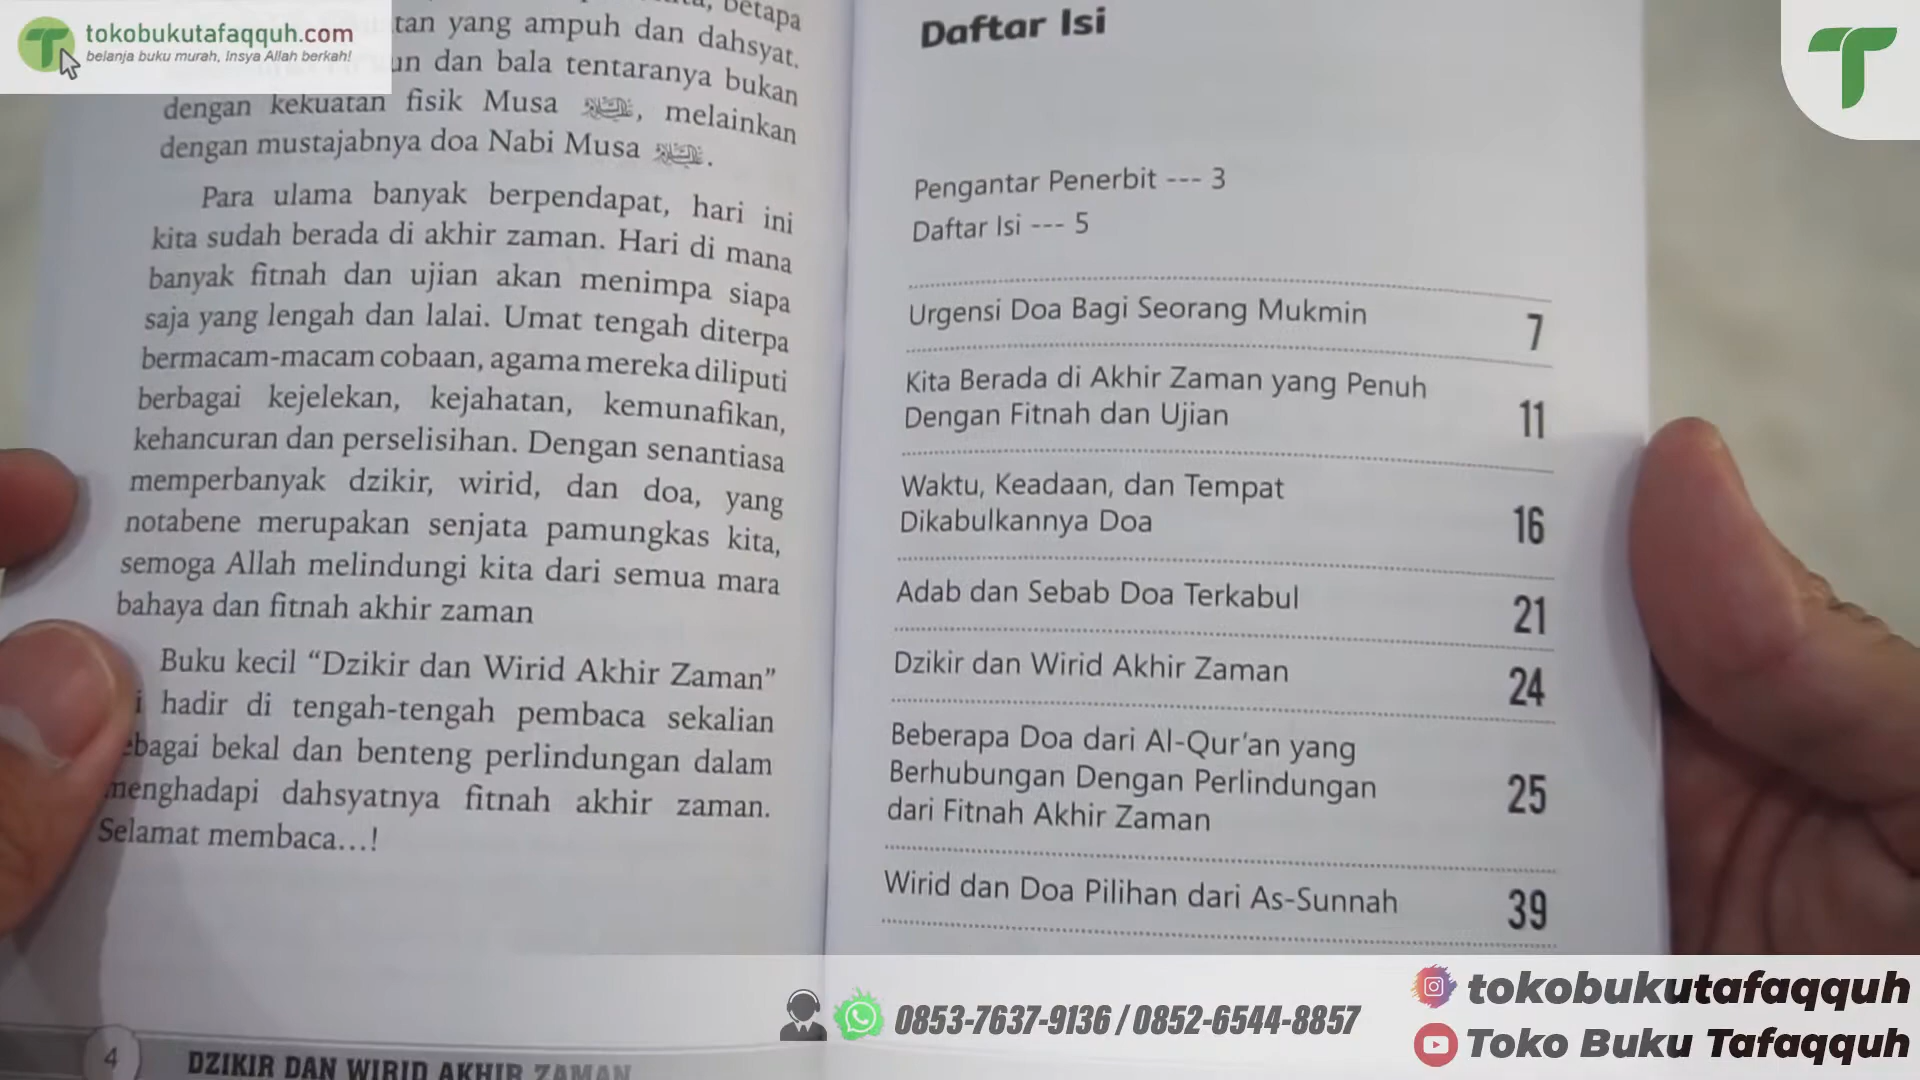 tokobukutafaqquh.com
belanja buku murah, Insya Allah berkah!
betapa
yang ampuh dan dahsyat.
dan bala tentaranya bukan
dengan kekuatan fisik Musa , melainkan
dengan mustajabnya doa Nabi Musa .
Para ulama banyak berpendapat, hari ini
kita sudah berada di akhir zaman. Hari di mana
banyak fitnah dan ujian akan menimpa siapa
saja yang lengah dan lalai. Umat tengah diterpa
bermacam-macam cobaan, agama mereka diliputi
berbagai kejelekan, kejahatan, kemunafikan,
kehancuran dan perselisihan. Dengan senantiasa
memperbanyak dzikir, wirid, dan doa, yang
notabene merupakan senjata pamungkas kita,
semoga Allah melindungi kita dari semua mara
bahaya dan fitnah akhir zaman
Buku kecil “Dzikir dan Wirid Akhir Zaman”
i hadir di tengah-tengah pembaca sekalian
ebagai bekal dan benteng perlindungan dalam
menghadapi dahsyatnya fitnah akhir zaman.
Selamat membaca...!
4 DZIKIR DAN WIRID AKHIR ZAMAN
Daftar Isi
Pengantar Penerbit --- 3
Daftar Isi --- 5
Urgensi Doa Bagi Seorang Mukmin 7
Kita Berada di Akhir Zaman yang Penuh
Dengan Fitnah dan Ujian 11
Waktu, Keadaan, dan Tempat
Dikabulkannya Doa 16
Adab dan Sebab Doa Terkabul 21
Dzikir dan Wirid Akhir Zaman 24
Beberapa Doa dari Al-Qur’an yang
Berhubungan Dengan Perlindungan
dari Fitnah Akhir Zaman 25
Wirid dan Doa Pilihan dari As-Sunnah 39
0853-7637-9136 / 0852-6544-8857
tokobukutafaqquh
Toko Buku Tafaqquh